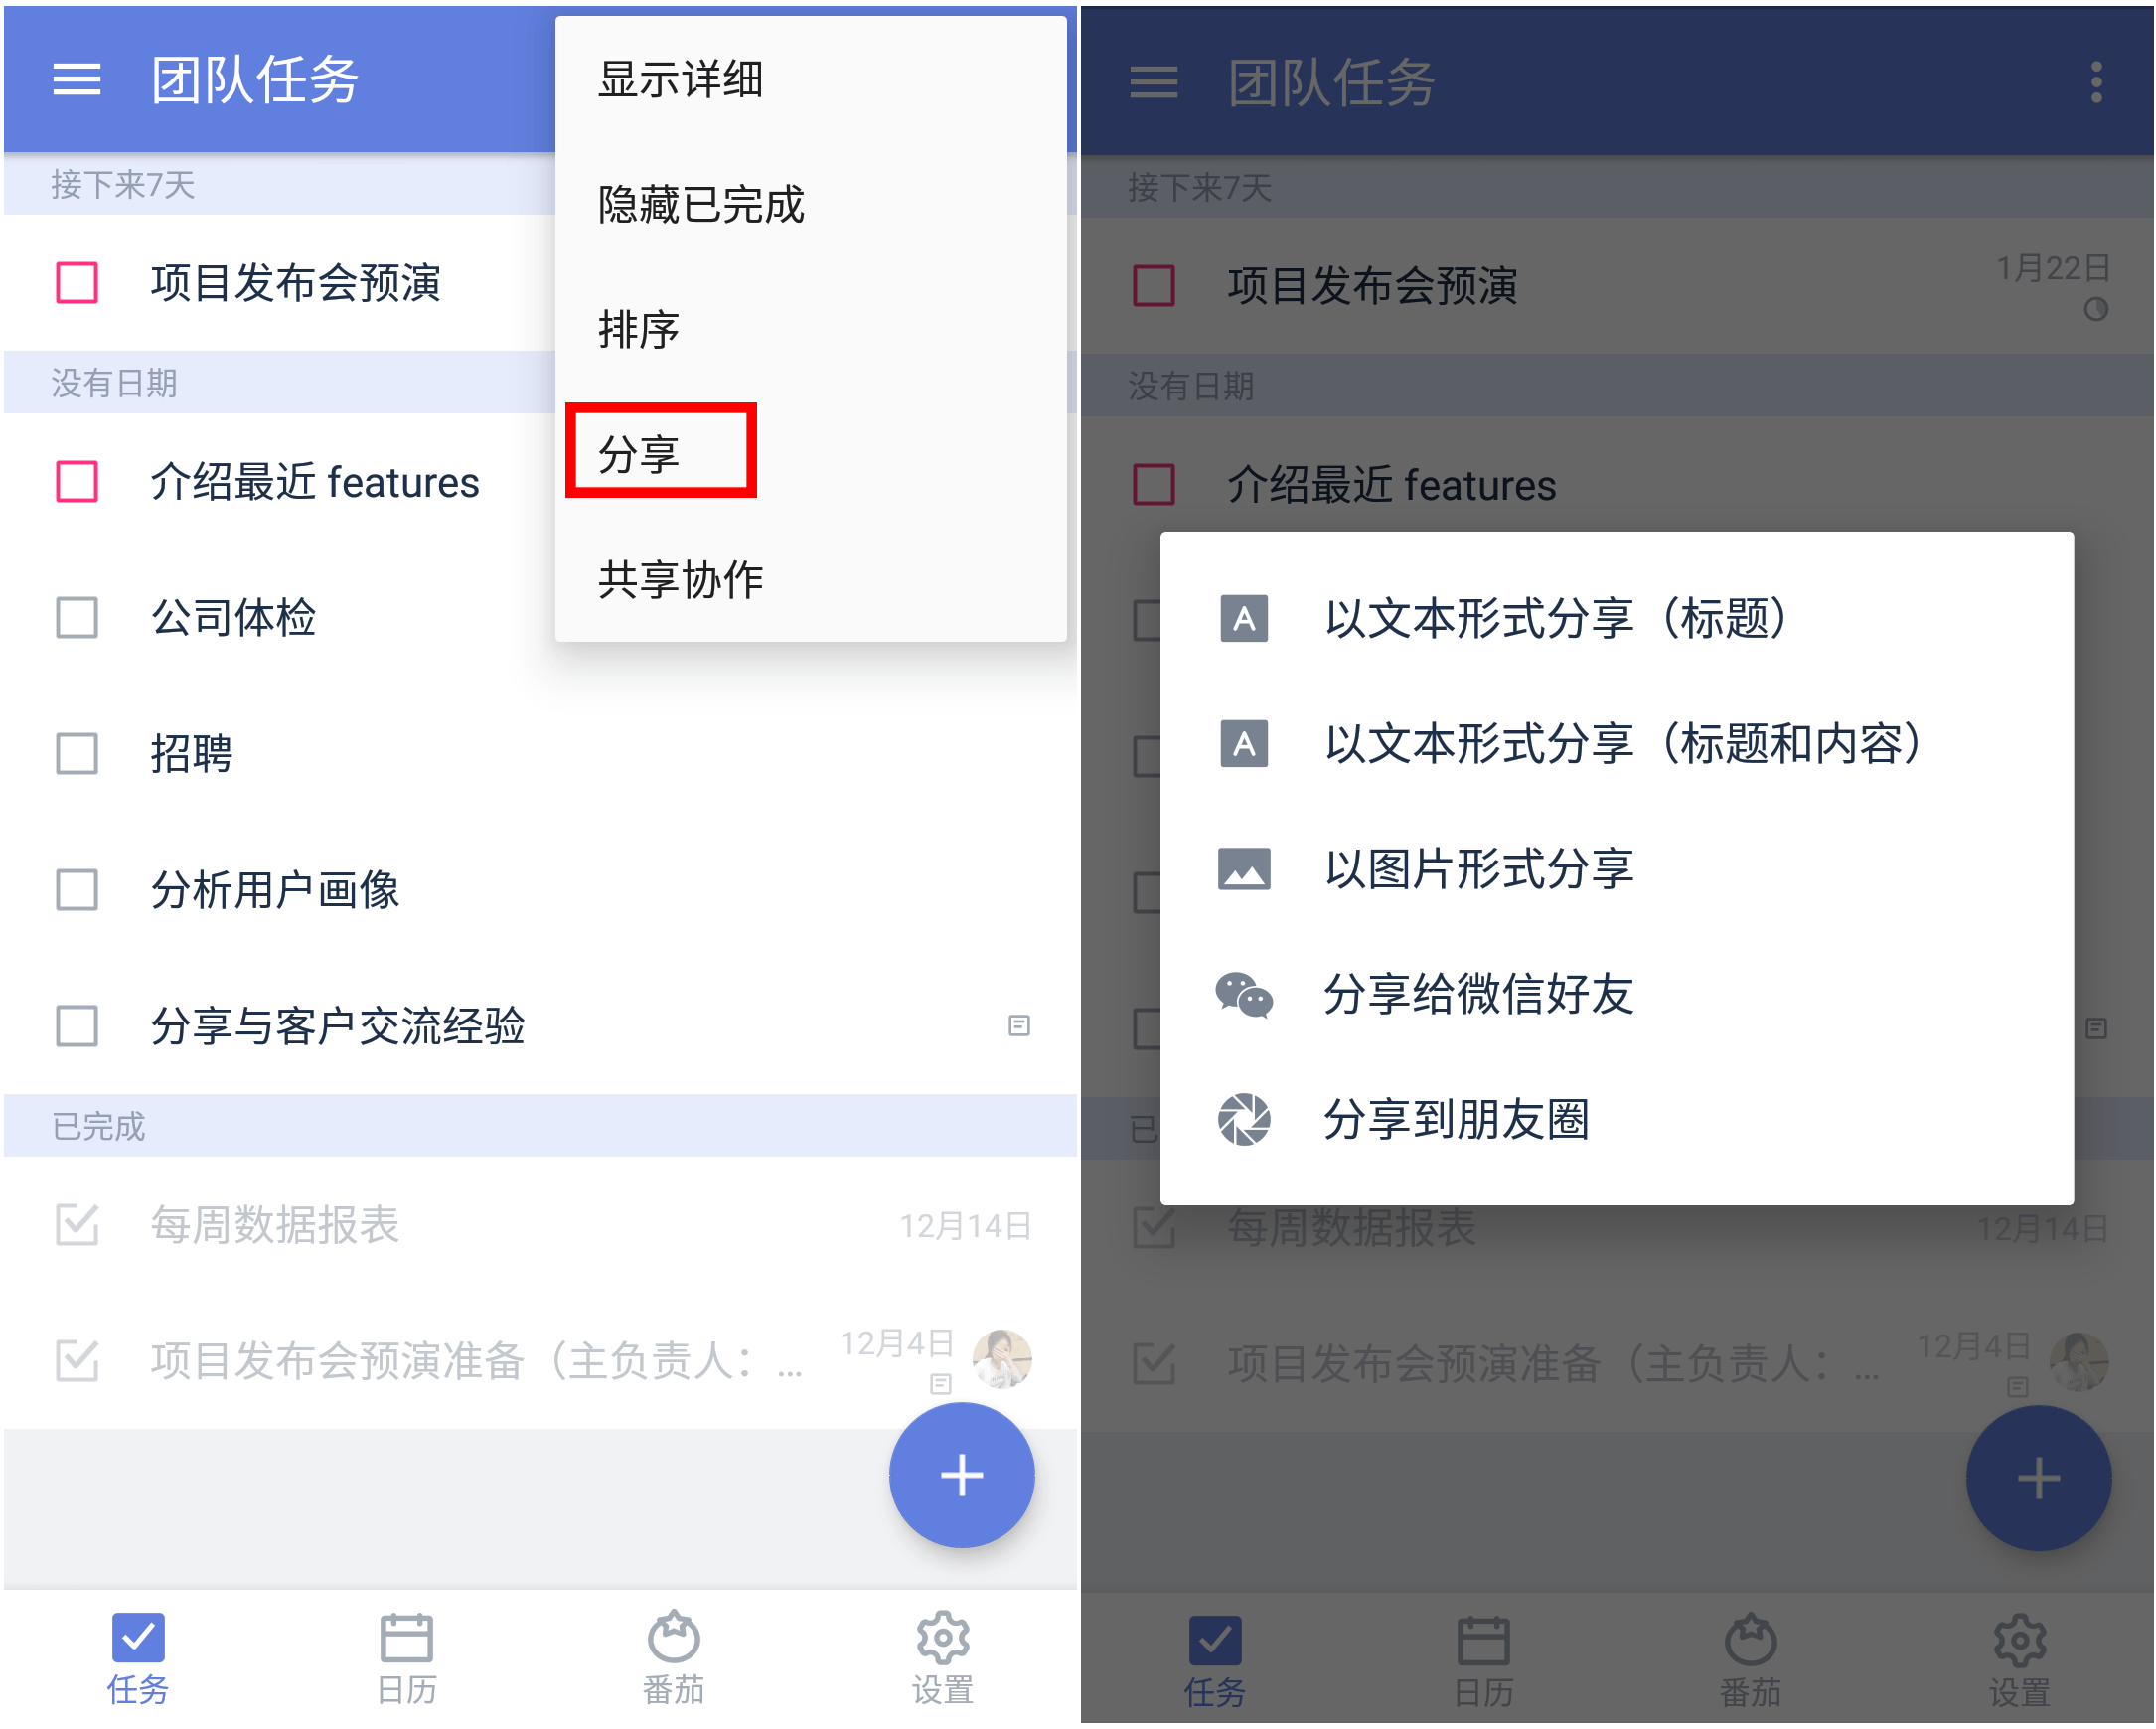 团队任务
显示详细
隐藏已完成
排序
分享
共享协作
接下来7天
项目发布会预演
没有日期
介绍最近 features
公司体检
招聘
分析用户画像
分享与客户交流经验
已完成
每周数据报表
12月14日
项目发布会预演准备（主负责人：...
12月4日
任务
日历
番茄
设置
团队任务
接下来7天
项目发布会预演
1月22日
没有日期
介绍最近 features
以文本形式分享（标题）
以文本形式分享（标题和内容）
以图片形式分享
分享给微信好友
分享到朋友圈
已
每周数据报表
12月14日
项目发布会预演准备（主负责人：...
12月4日
任务
日历
番茄
设置